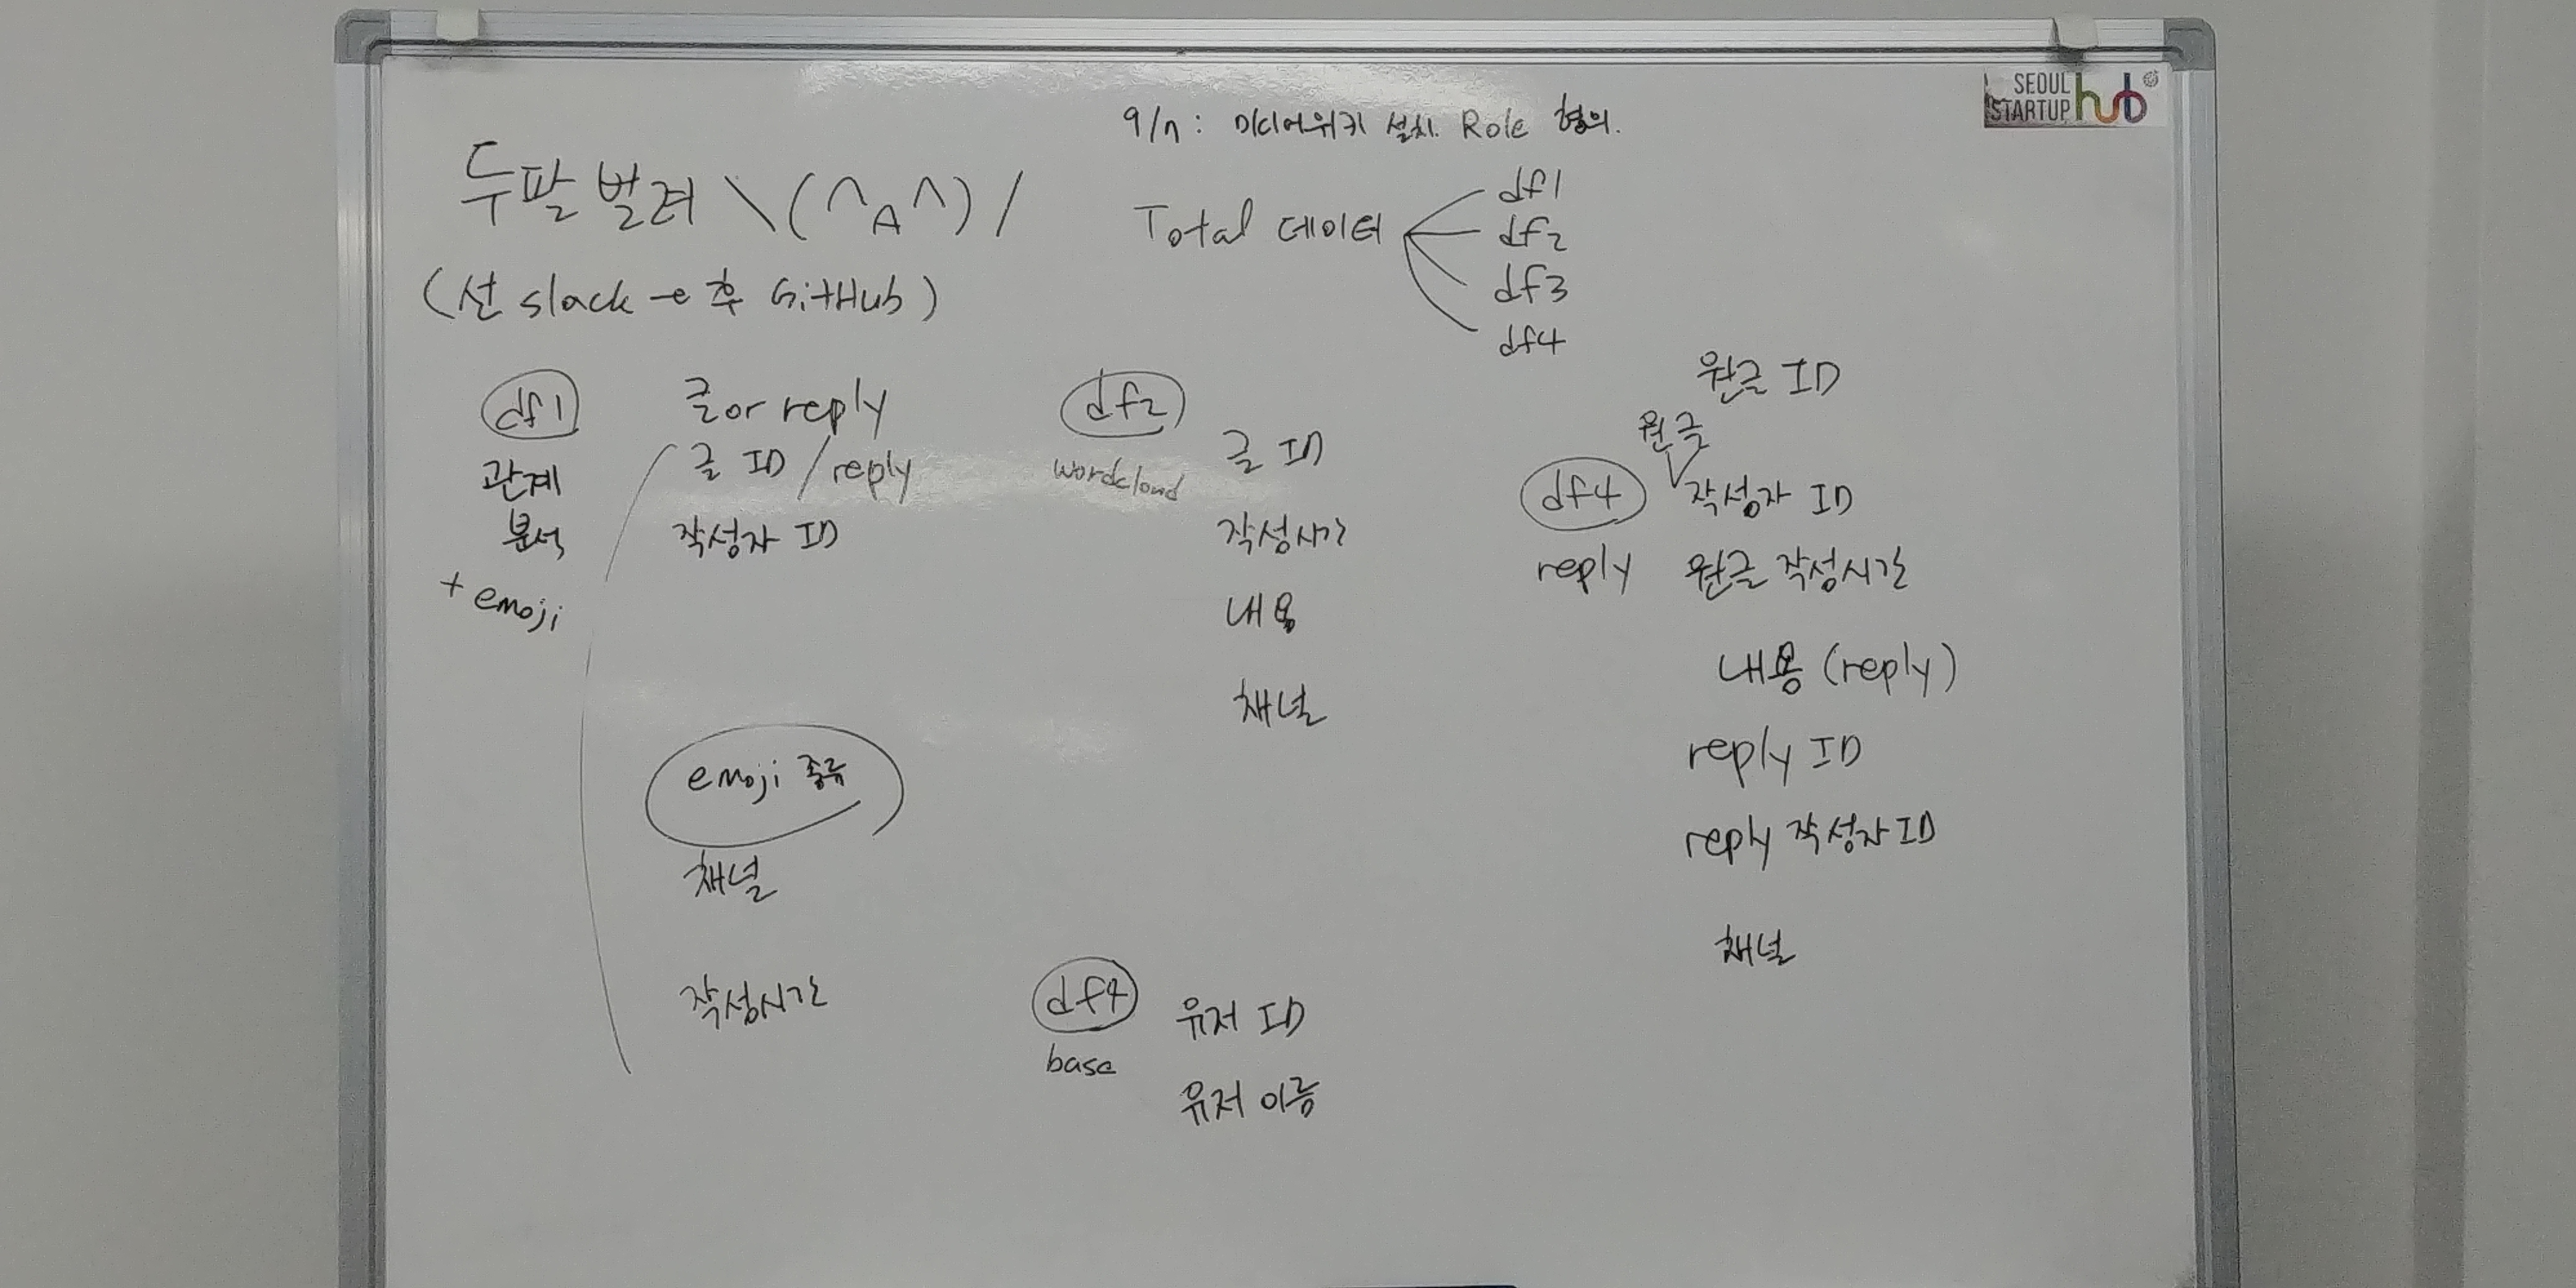 SEOUL
STARTUP hub
9/17: 미디어위키 설치. Role 협의.
두팔벌려 \(^A^)/
(선 slack → 후 GitHub)
Total 데이터
df1
df2
df3
df4
df1
관계
분석
+ emoji
글 or reply
글 ID / reply
작성자 ID
emoji 종류
채널
작성시간
df2
wordcloud
글 ID
작성시간
내용
채널
df4
base
유저 ID
유저 이름
df4
reply
원글 ID
원글
작성자 ID
원글 작성시간
내용 (reply)
reply ID
reply 작성자 ID
채널